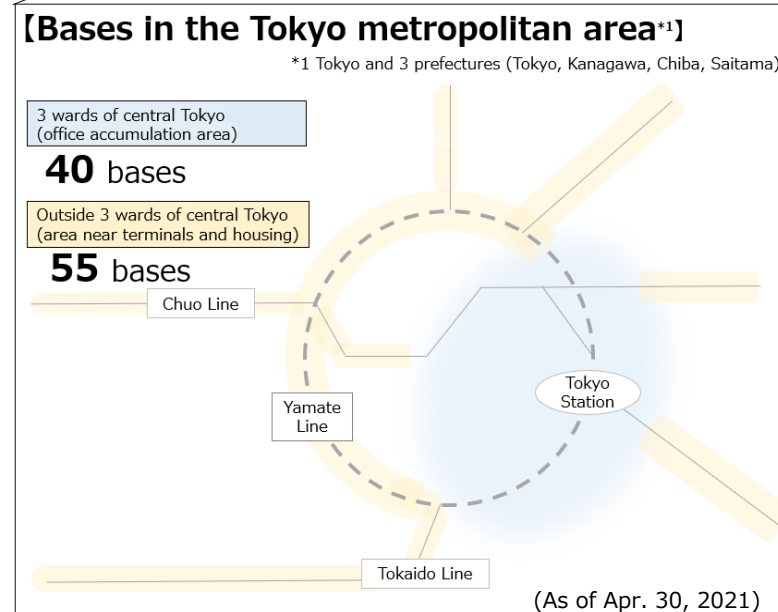 【Bases in the Tokyo metropolitan area*1】
*1 Tokyo and 3 prefectures (Tokyo, Kanagawa, Chiba, Saitama)
3 wards of central Tokyo
(office accumulation area)
40 bases
Outside 3 wards of central Tokyo
(area near terminals and housing)
55 bases
Chuo Line
Tokyo
Station
Yamate
Line
Tokaido Line
(As of Apr. 30, 2021)